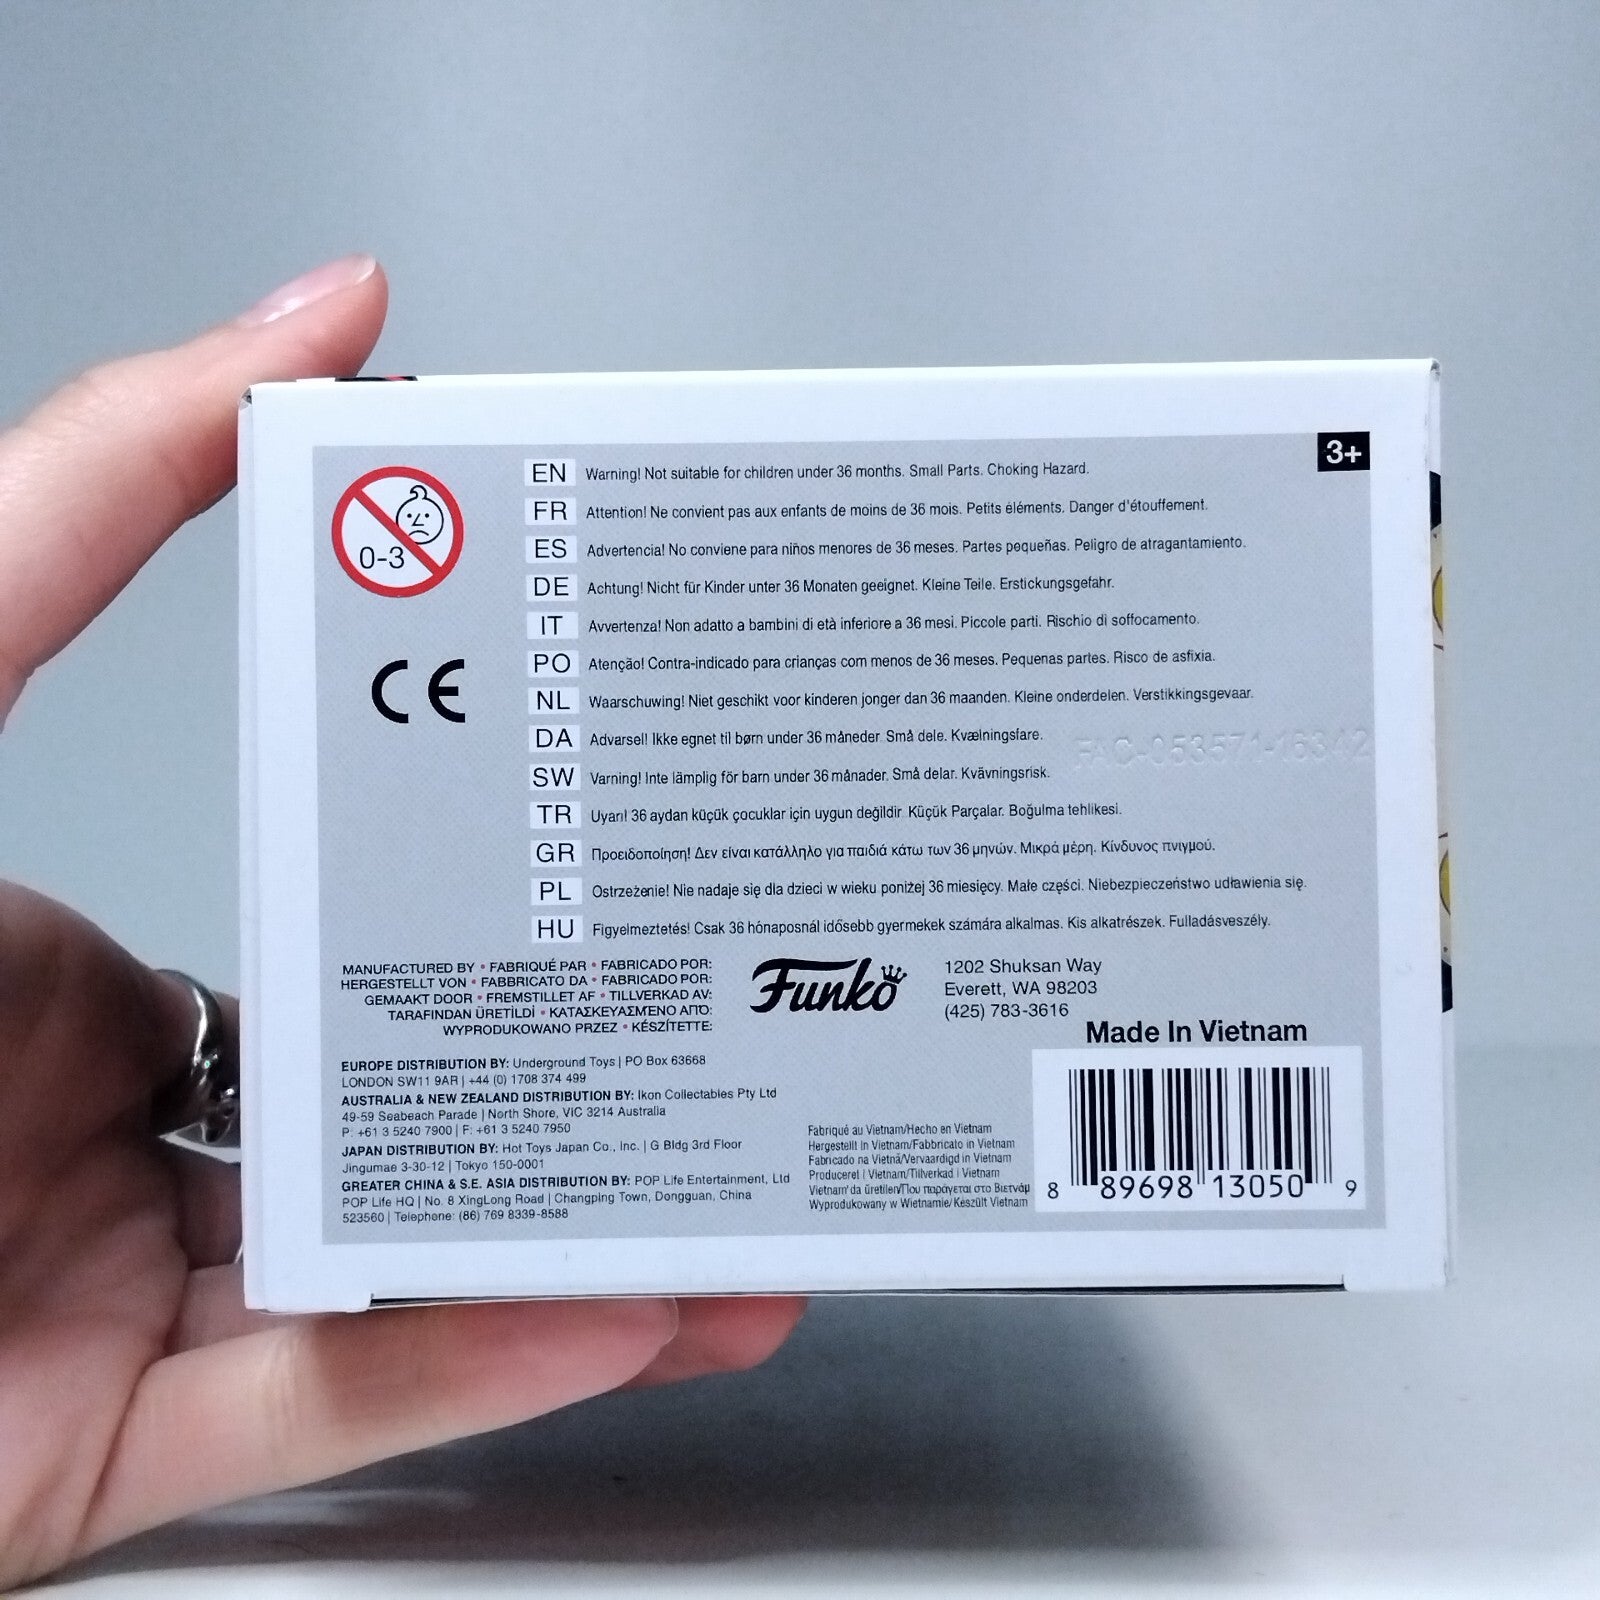 3+
0-3
CE
EN Warning! Not suitable for children under 36 months. Small Parts. Choking Hazard.
FR Attention! Ne convient pas aux enfants de moins de 36 mois. Petits éléments. Danger d'étouffement.
ES Advertencia! No conviene para niños menores de 36 meses. Partes pequeñas. Peligro de atragantamiento.
DE Achtung! Nicht für Kinder unter 36 Monaten geeignet. Kleine Teile. Erstickungsgefahr.
IT Avvertenza! Non adatto a bambini di età inferiore a 36 mesi. Piccole parti. Rischio di soffocamento.
PO Atenção! Contra-indicado para crianças com menos de 36 meses. Pequenas partes. Risco de asfixia.
NL Waarschuwing! Niet geschikt voor kinderen jonger dan 36 maanden. Kleine onderdelen. Verstikkingsgevaar.
DA Advarsel! Ikke egnet til børn under 36 måneder. Små dele. Kvælningsfare.
FAC-053571-16342
SW Varning! Inte lämplig för barn under 36 månader. Små delar. Kvävningsrisk.
TR Uyarı! 36 aydan küçük çocuklar için uygun değildir. Küçük Parçalar. Boğulma tehlikesi.
GR Προειδοποίηση! Δεν είναι κατάλληλο για παιδιά κάτω των 36 μηνών. Μικρά μέρη. Κίνδυνος πνιγμού.
PL Ostrzeżenie! Nie nadaje się dla dzieci w wieku poniżej 36 miesięcy. Małe części. Niebezpieczeństwo udławienia się.
HU Figyelmeztetés! Csak 36 hónaposnál idősebb gyermekek számára alkalmas. Kis alkatrészek. Fulladásveszély.
MANUFACTURED BY • FABRIQUÉ PAR • FABRICADO POR:
HERGESTELLT VON • FABBRICATO DA • FABRICADO POR:
GEMAAKT DOOR • FREMSTILLET AF • TILLVERKAD AV:
TARAFINDAN ÜRETİLDİ • ΚΑΤΑΣΚΕΥΑΣΜΕΝΟ ΑΠΌ:
WYPRODUKOWANO PRZEZ • KÉSZÍTETTE:
Funko
1202 Shuksan Way
Everett, WA 98203
(425) 783-3616
Made In Vietnam
EUROPE DISTRIBUTION BY: Underground Toys | PO Box 63668
LONDON SW11 9AR | +44 (0) 1708 374 499
AUSTRALIA & NEW ZEALAND DISTRIBUTION BY: Ikon Collectables Pty Ltd
49-59 Seabeach Parade | North Shore, VIC 3214 Australia
P: +61 3 5240 7900 | F: +61 3 5240 7950
JAPAN DISTRIBUTION BY: Hot Toys Japan Co., Inc. | G Bldg 3rd Floor
Jingumae 3-30-12 | Tokyo 150-0001
GREATER CHINA & S.E. ASIA DISTRIBUTION BY: POP Life Entertainment, Ltd
POP Life HQ | No. 8 XingLong Road | Changping Town, Dongguan, China
523560 | Telephone: (86) 769 8339-8588
Fabriqué au Vietnam/Hecho en Vietnam
Hergestellt in Vietnam/Fabbricato in Vietnam
Fabricado na Vietnã/Vervaardigd in Vietnam
Produceret i Vietnam/Tillverkad i Vietnam
Vietnam'da üretilen/Που παράγεται στο Βιετνάμ
Wyprodukowany w Wietnamie/Készült Vietnam
8 89698 13050 9